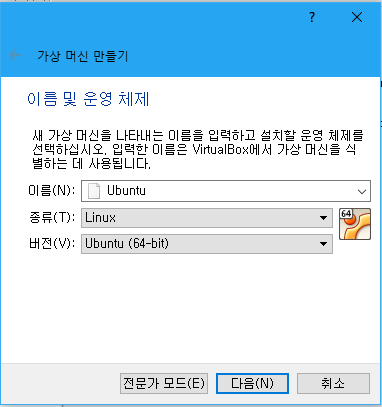 ?
가상 머신 만들기
이름 및 운영 체제
새 가상 머신을 나타내는 이름을 입력하고 설치할 운영 체제를
선택하십시오. 입력한 이름은 VirtualBox에서 가상 머신을 식
별하는 데 사용됩니다.
이름(N): Ubuntu
종류(T): Linux
64
버전(V): Ubuntu (64-bit)
전문가 모드(E) 다음(N) 취소